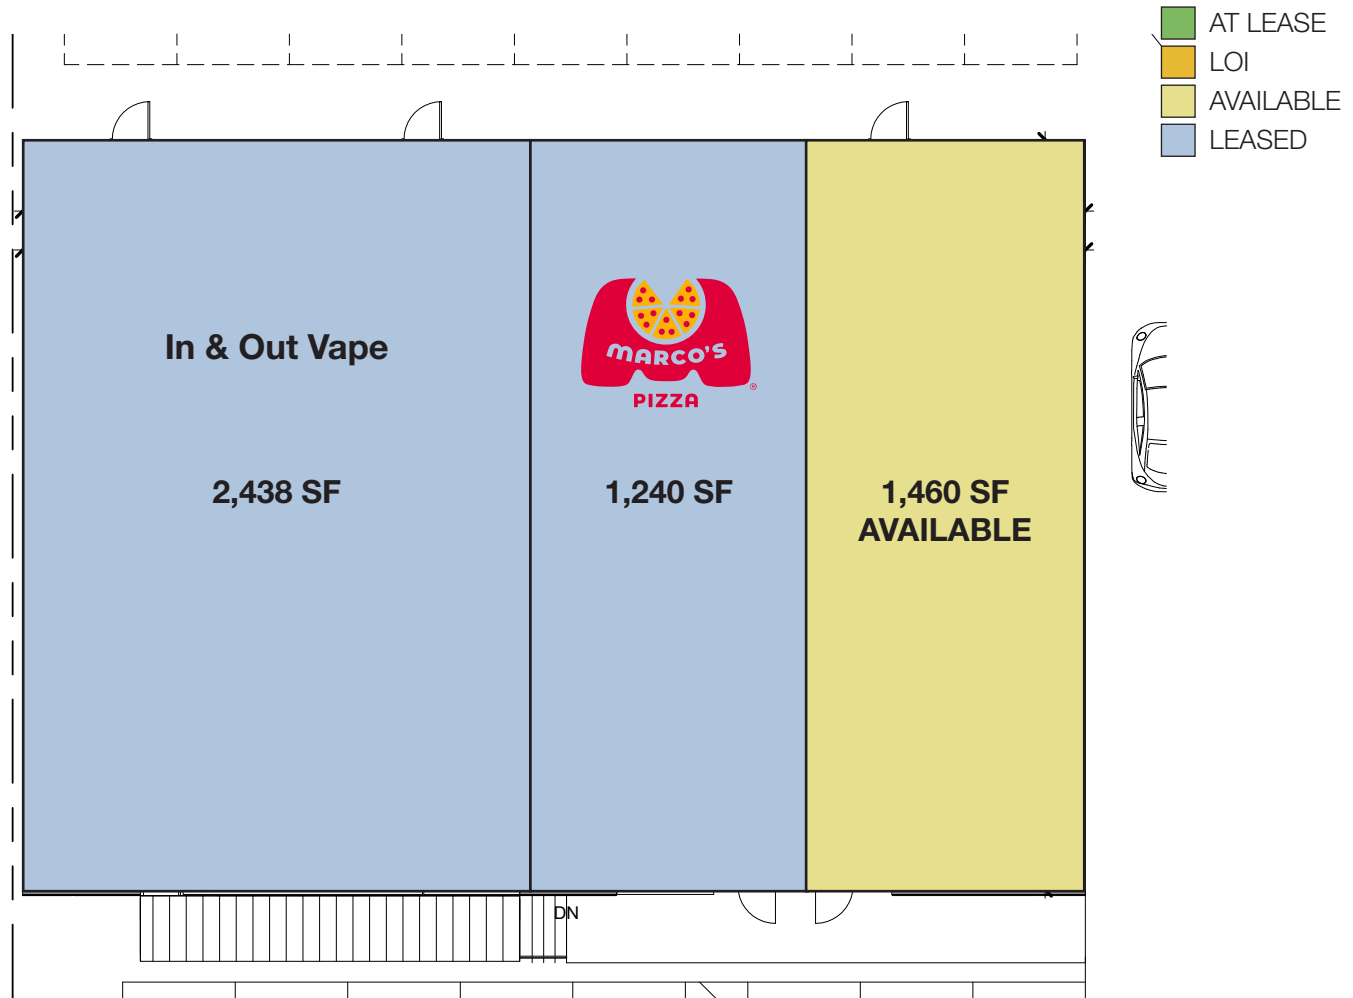 AT LEASE
LOI
AVAILABLE
LEASED
In & Out Vape
2,438 SF
MARCO'S
®
PIZZA
1,240 SF
1,460 SF
AVAILABLE
DN